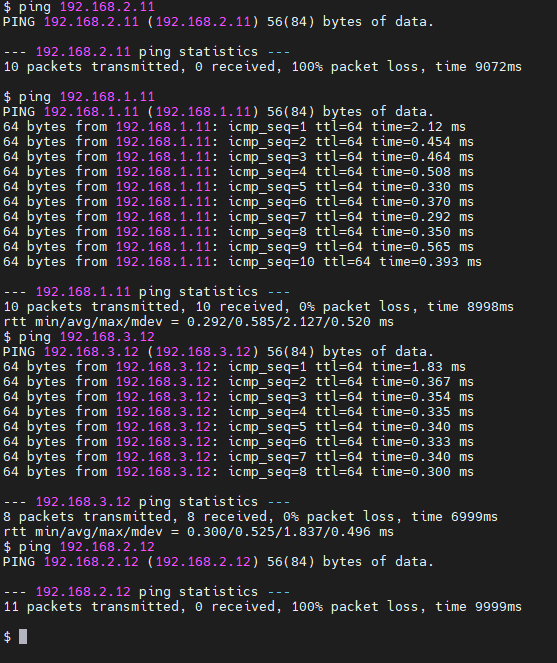 $ ping 192.168.2.11
PING 192.168.2.11 (192.168.2.11) 56(84) bytes of data.

--- 192.168.2.11 ping statistics ---
10 packets transmitted, 0 received, 100% packet loss, time 9072ms

$ ping 192.168.1.11
PING 192.168.1.11 (192.168.1.11) 56(84) bytes of data.
64 bytes from 192.168.1.11: icmp_seq=1 ttl=64 time=2.12 ms
64 bytes from 192.168.1.11: icmp_seq=2 ttl=64 time=0.454 ms
64 bytes from 192.168.1.11: icmp_seq=3 ttl=64 time=0.464 ms
64 bytes from 192.168.1.11: icmp_seq=4 ttl=64 time=0.508 ms
64 bytes from 192.168.1.11: icmp_seq=5 ttl=64 time=0.330 ms
64 bytes from 192.168.1.11: icmp_seq=6 ttl=64 time=0.370 ms
64 bytes from 192.168.1.11: icmp_seq=7 ttl=64 time=0.292 ms
64 bytes from 192.168.1.11: icmp_seq=8 ttl=64 time=0.350 ms
64 bytes from 192.168.1.11: icmp_seq=9 ttl=64 time=0.565 ms
64 bytes from 192.168.1.11: icmp_seq=10 ttl=64 time=0.393 ms

--- 192.168.1.11 ping statistics ---
10 packets transmitted, 10 received, 0% packet loss, time 8998ms
rtt min/avg/max/mdev = 0.292/0.585/2.127/0.520 ms
$ ping 192.168.3.12
PING 192.168.3.12 (192.168.3.12) 56(84) bytes of data.
64 bytes from 192.168.3.12: icmp_seq=1 ttl=64 time=1.83 ms
64 bytes from 192.168.3.12: icmp_seq=2 ttl=64 time=0.367 ms
64 bytes from 192.168.3.12: icmp_seq=3 ttl=64 time=0.354 ms
64 bytes from 192.168.3.12: icmp_seq=4 ttl=64 time=0.335 ms
64 bytes from 192.168.3.12: icmp_seq=5 ttl=64 time=0.340 ms
64 bytes from 192.168.3.12: icmp_seq=6 ttl=64 time=0.333 ms
64 bytes from 192.168.3.12: icmp_seq=7 ttl=64 time=0.340 ms
64 bytes from 192.168.3.12: icmp_seq=8 ttl=64 time=0.300 ms

--- 192.168.3.12 ping statistics ---
8 packets transmitted, 8 received, 0% packet loss, time 6999ms
rtt min/avg/max/mdev = 0.300/0.525/1.837/0.496 ms
$ ping 192.168.2.12
PING 192.168.2.12 (192.168.2.12) 56(84) bytes of data.

--- 192.168.2.12 ping statistics ---
11 packets transmitted, 0 received, 100% packet loss, time 9999ms

$